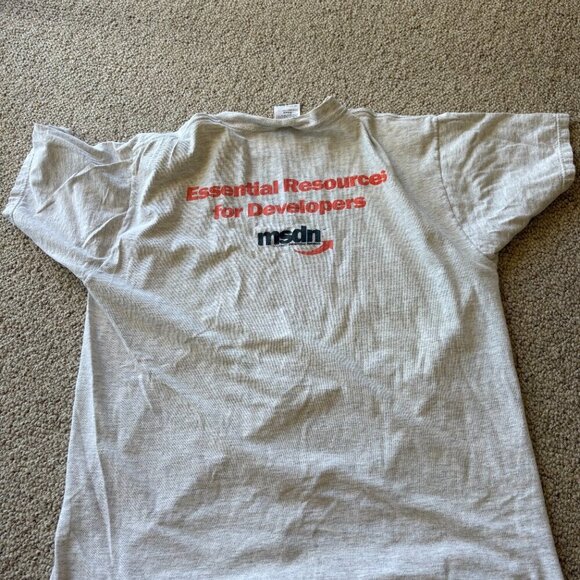 Essential Resources
for Developers
msdn